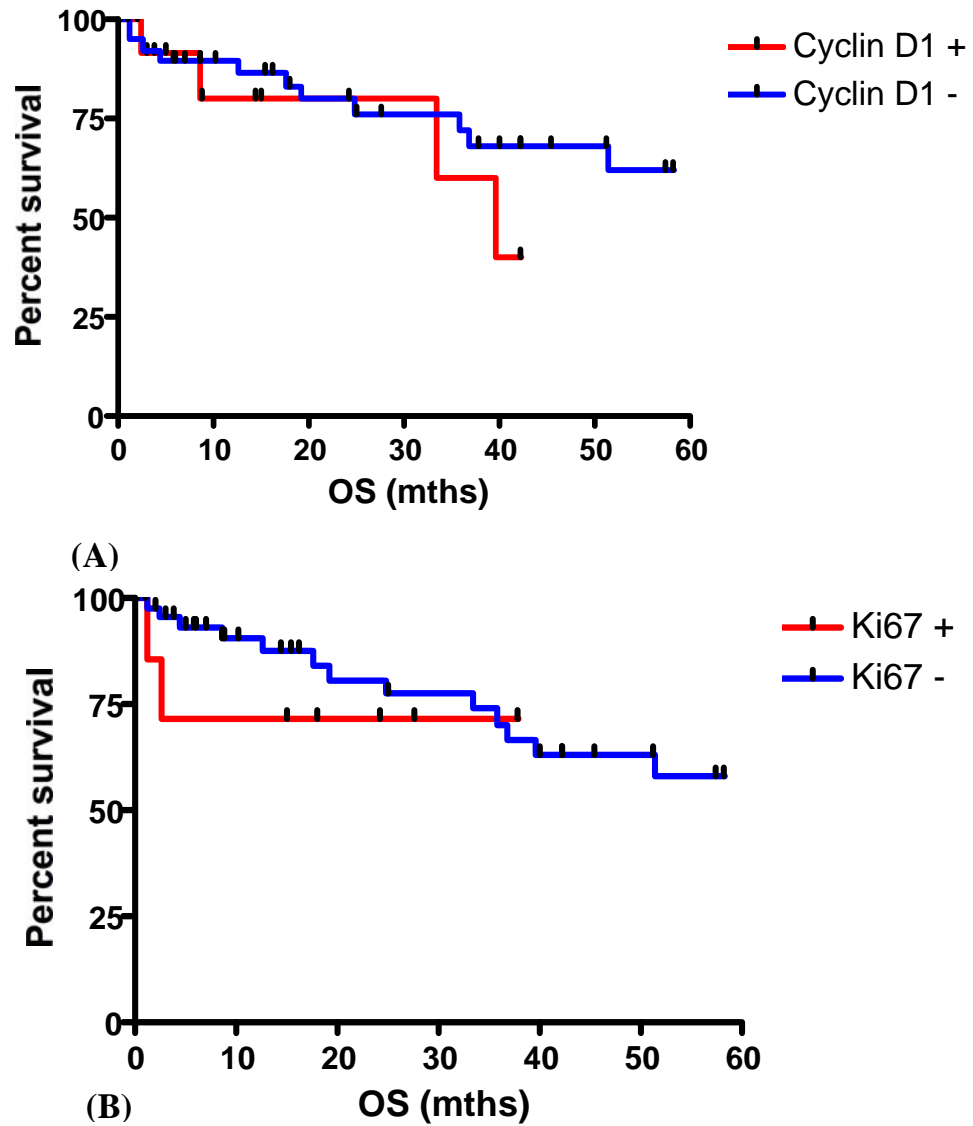 100
75
50
25
0
Percent survival
0 10 20 30 40 50 60
OS (mths)
Cyclin D1 +
Cyclin D1 -
(A)
100
75
50
25
0
Percent survival
0 10 20 30 40 50 60
OS (mths)
Ki67 +
Ki67 -
(B)